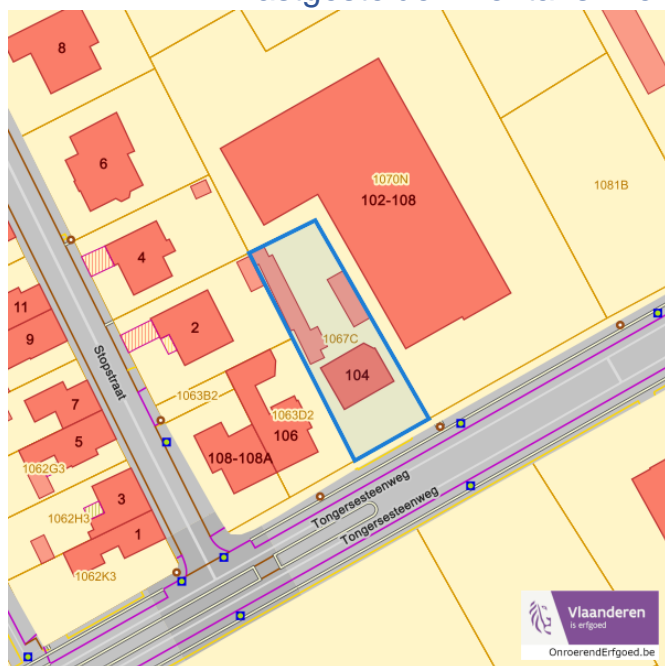 8
6
1070N
102-108
1081B
4
11
9
2
Stopstraat
1067C
104
7
1063B2
1063D2
5
106
1062G3
108-108A
3
1062H3
1
Tongersesteenweg
Tongersesteenweg
1062K3
Vlaanderen
is erfgoed
OnroerendErfgoed.be